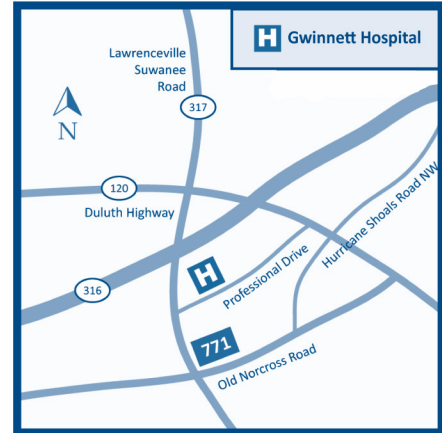 H Gwinnett Hospital
Lawrenceville
Suwanee
Road
317
N
120
Duluth Highway
Hurricane Shoals Road NW
H
Professional Drive
316
771
Old Norcross Road